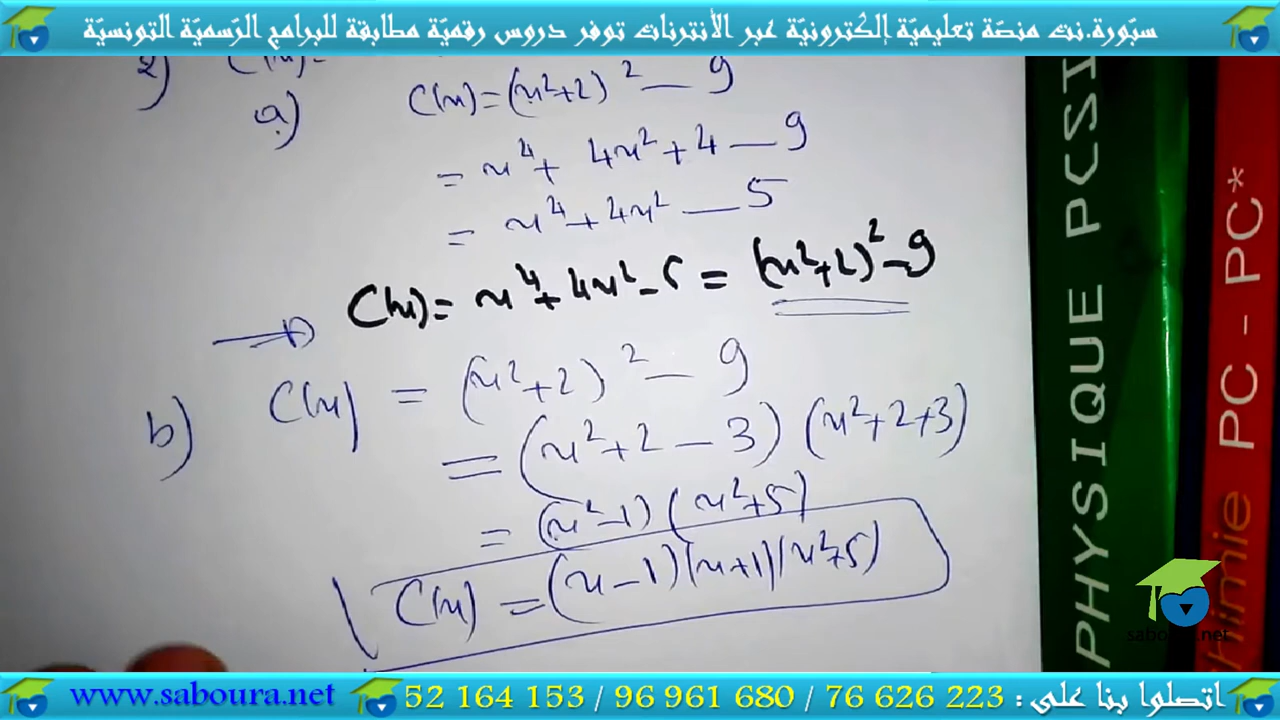 سبّورة.نت منصّة تعليميّة إلكترونيّة عبر الأنترنات توفر دروس رقميّة مطابقة للبرامج الرّسميّة التونسيّة
2) C(x)=
a) C(x)=(x²+2)²-9
=x⁴+4x²+4-9
=x⁴+4x²-5
→ C(x)=x⁴+4x²-5=(x²+2)²-9
b) C(x)=(x²+2)²-9
=(x²+2-3)(x²+2+3)
=(x²-1)(x²+5)
C(x)=(x-1)(x+1)(x²+5)
PHYSIQUE PCSI
himie PC - PC*
saboura.net
www.saboura.net 52 164 153 / 96 961 680 / 76 626 223 : اتصلوا بنا على